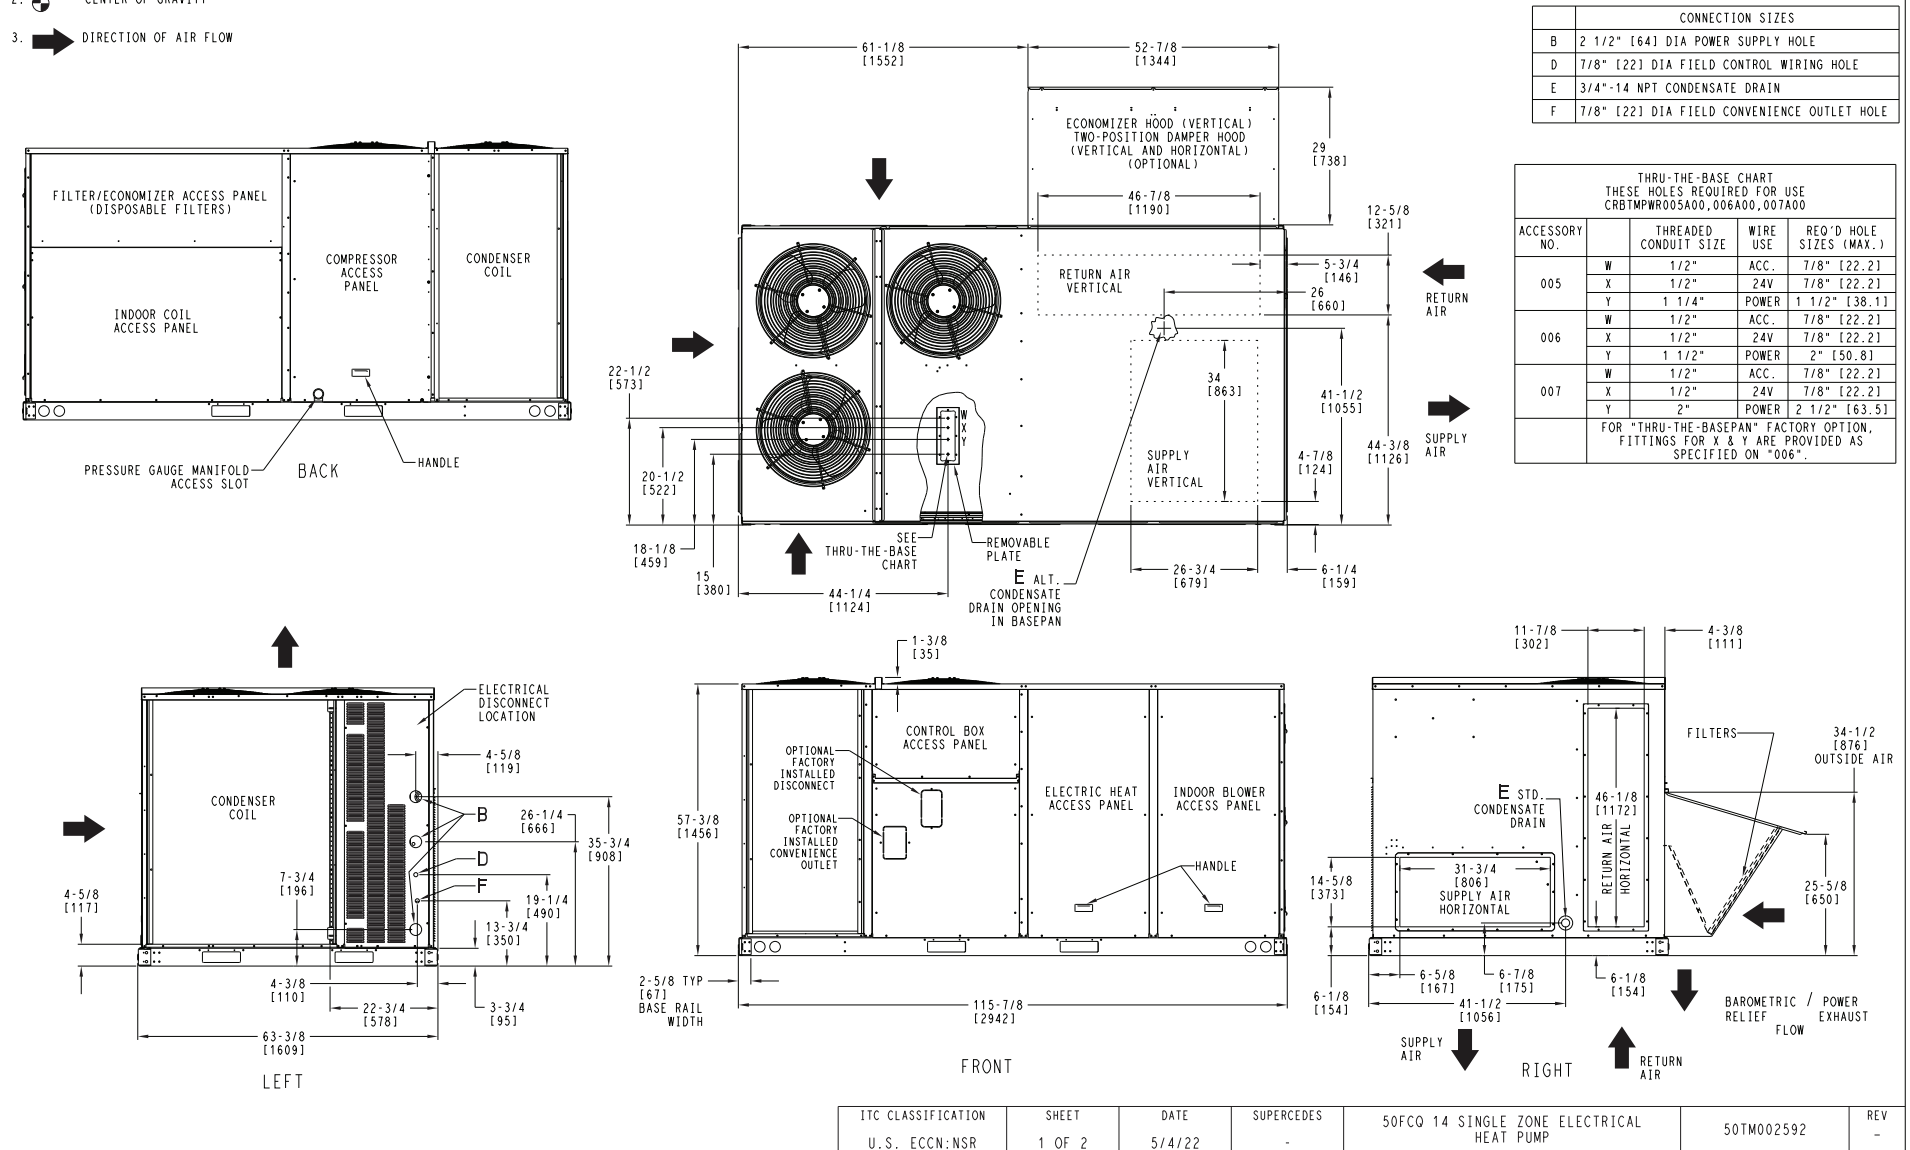 3. DIRECTION OF AIR FLOW
CONNECTION SIZES
B 2 1/2" [64] DIA POWER SUPPLY HOLE
D 7/8" [22] DIA FIELD CONTROL WIRING HOLE
E 3/4"-14 NPT CONDENSATE DRAIN
F 7/8" [22] DIA FIELD CONVENIENCE OUTLET HOLE
THRU-THE-BASE CHART
THESE HOLES REQUIRED FOR USE
CRBTMPWR005A00,006A00,007A00
ACCESSORY NO. THREADED CONDUIT SIZE WIRE USE REQ'D HOLE SIZES (MAX.)
005 W 1/2" ACC. 7/8" [22.2]
X 1/2" 24V 7/8" [22.2]
Y 1 1/4" POWER 1 1/2" [38.1]
006 W 1/2" ACC. 7/8" [22.2]
X 1/2" 24V 7/8" [22.2]
Y 1 1/2" POWER 2" [50.8]
007 W 1/2" ACC. 7/8" [22.2]
X 1/2" 24V 7/8" [22.2]
Y 2" POWER 2 1/2" [63.5]
FOR "THRU-THE-BASEPAN" FACTORY OPTION,
FITTINGS FOR X & Y ARE PROVIDED AS
SPECIFIED ON "006".
FILTER/ECONOMIZER ACCESS PANEL
(DISPOSABLE FILTERS)
INDOOR COIL
ACCESS PANEL
COMPRESSOR
ACCESS
PANEL
CONDENSER
COIL
PRESSURE GAUGE MANIFOLD
ACCESS SLOT
BACK
HANDLE
61-1/8
[1552]
52-7/8
[1344]
ECONOMIZER HOOD (VERTICAL)
TWO-POSITION DAMPER HOOD
(VERTICAL AND HORIZONTAL)
(OPTIONAL)
29
[738]
46-7/8
[1190]
12-5/8
[321]
RETURN AIR
VERTICAL
5-3/4
[146]
26
[660]
RETURN
AIR
22-1/2
[573]
W
X
Y
34
[863]
41-1/2
[1055]
SUPPLY
AIR
44-3/8
[1126]
4-7/8
[124]
SUPPLY
AIR
VERTICAL
20-1/2
[522]
18-1/8
[459]
15
[380]
SEE
THRU-THE-BASE
CHART
REMOVABLE
PLATE
44-1/4
[1124]
E ALT.
CONDENSATE
DRAIN OPENING
IN BASEPAN
26-3/4
[679]
6-1/4
[159]
ELECTRICAL
DISCONNECT
LOCATION
4-5/8
[119]
CONDENSER
COIL
B
D
F
26-1/4
[666]
35-3/4
[908]
7-3/4
[196]
4-5/8
[117]
19-1/4
[490]
13-3/4
[350]
4-3/8
[110]
22-3/4
[578]
3-3/4
[95]
63-3/8
[1609]
LEFT
1-3/8
[35]
CONTROL BOX
ACCESS PANEL
OPTIONAL
FACTORY
INSTALLED
DISCONNECT
OPTIONAL
FACTORY
INSTALLED
CONVENIENCE
OUTLET
57-3/8
[1456]
ELECTRIC HEAT
ACCESS PANEL
INDOOR BLOWER
ACCESS PANEL
HANDLE
2-5/8 TYP
[67]
BASE RAIL
WIDTH
115-7/8
[2942]
FRONT
11-7/8
[302]
4-3/8
[111]
FILTERS
34-1/2
[876]
OUTSIDE AIR
E STD.
CONDENSATE
DRAIN
46-1/8
[1172]
RETURN AIR
HORIZONTAL
14-5/8
[373]
31-3/4
[806]
SUPPLY AIR
HORIZONTAL
25-5/8
[650]
6-5/8
[167]
6-7/8
[175]
6-1/8
[154]
6-1/8
[154]
41-1/2
[1056]
SUPPLY
AIR
RETURN
AIR
BAROMETRIC / POWER
RELIEF EXHAUST
FLOW
RIGHT
ITC CLASSIFICATION
U.S. ECCN:NSR
SHEET
1 OF 2
DATE
5/4/22
SUPERCEDES
-
50FCQ 14 SINGLE ZONE ELECTRICAL
HEAT PUMP
50TM002592
REV
-